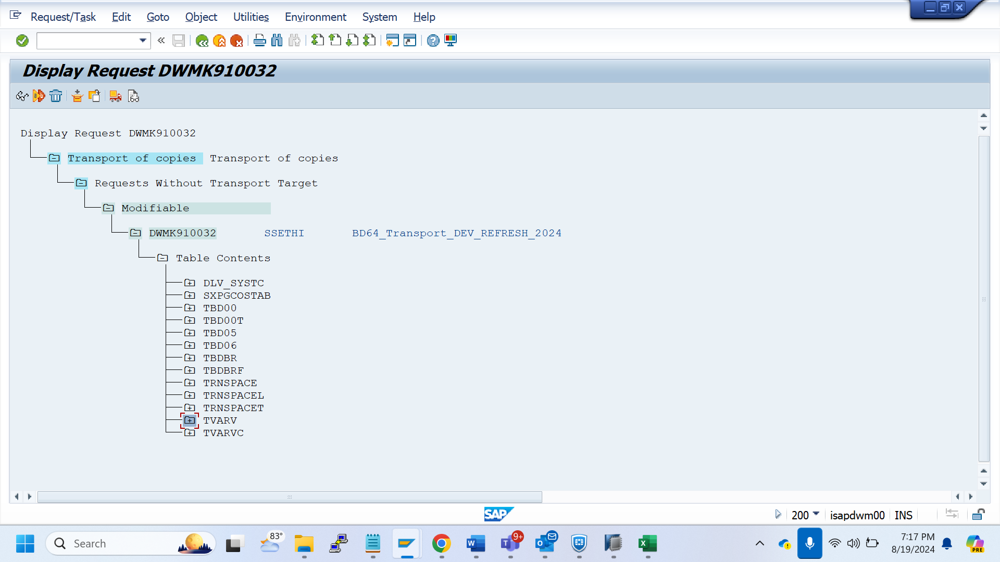 Request/Task Edit Goto Object Utilities Environment System Help
Display Request DWMK910032
Display Request DWMK910032
Transport of copies Transport of copies
Requests Without Transport Target
Modifiable
DWMK910032 SSETHI BD64_Transport_DEV_REFRESH_2024
Table Contents
DLV_SYSTC
SXPGCOSTAB
TBD00
TBD00T
TBD05
TBD06
TBDBR
TBDBRF
TRNSPACE
TRNSPACEL
TRNSPACET
TVARV
TVARVC
SAP
200 isapdwm00 INS
Search
83°
9+
7:17 PM
8/19/2024
PRE